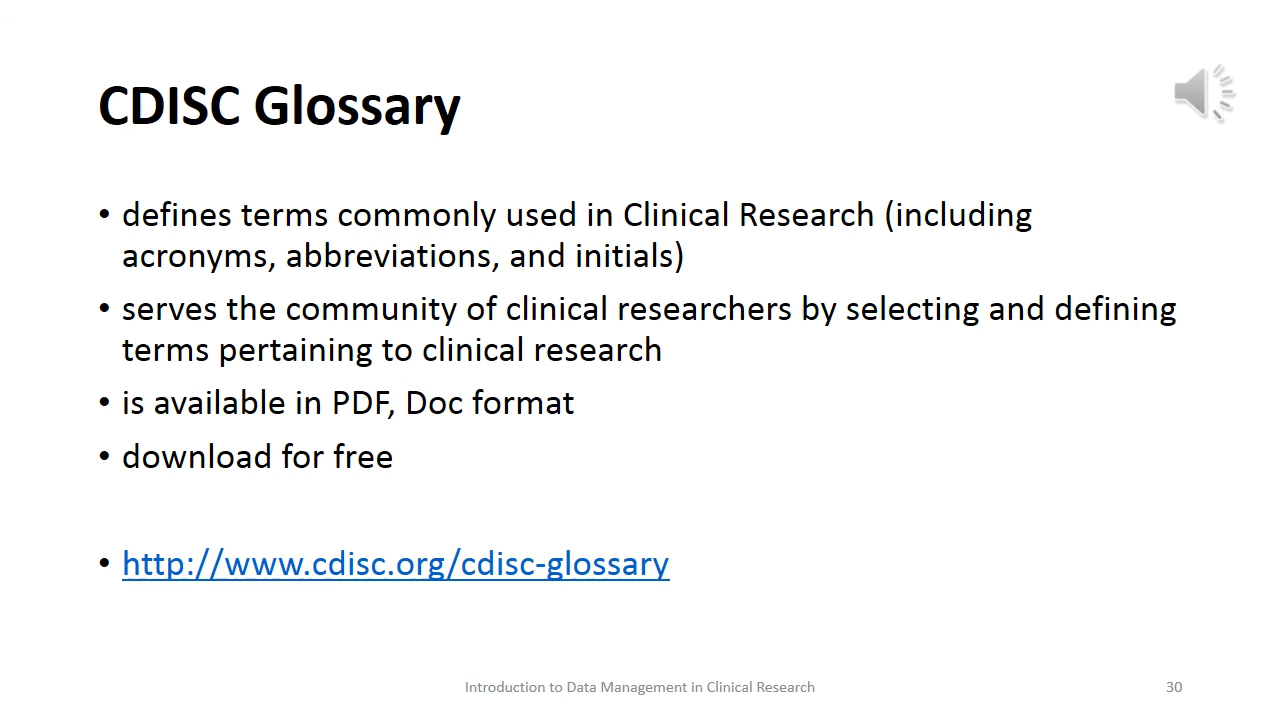 CDISC Glossary
• defines terms commonly used in Clinical Research (including
acronyms, abbreviations, and initials)
• serves the community of clinical researchers by selecting and defining
terms pertaining to clinical research
• is available in PDF, Doc format
• download for free
• http://www.cdisc.org/cdisc-glossary
Introduction to Data Management in Clinical Research
30